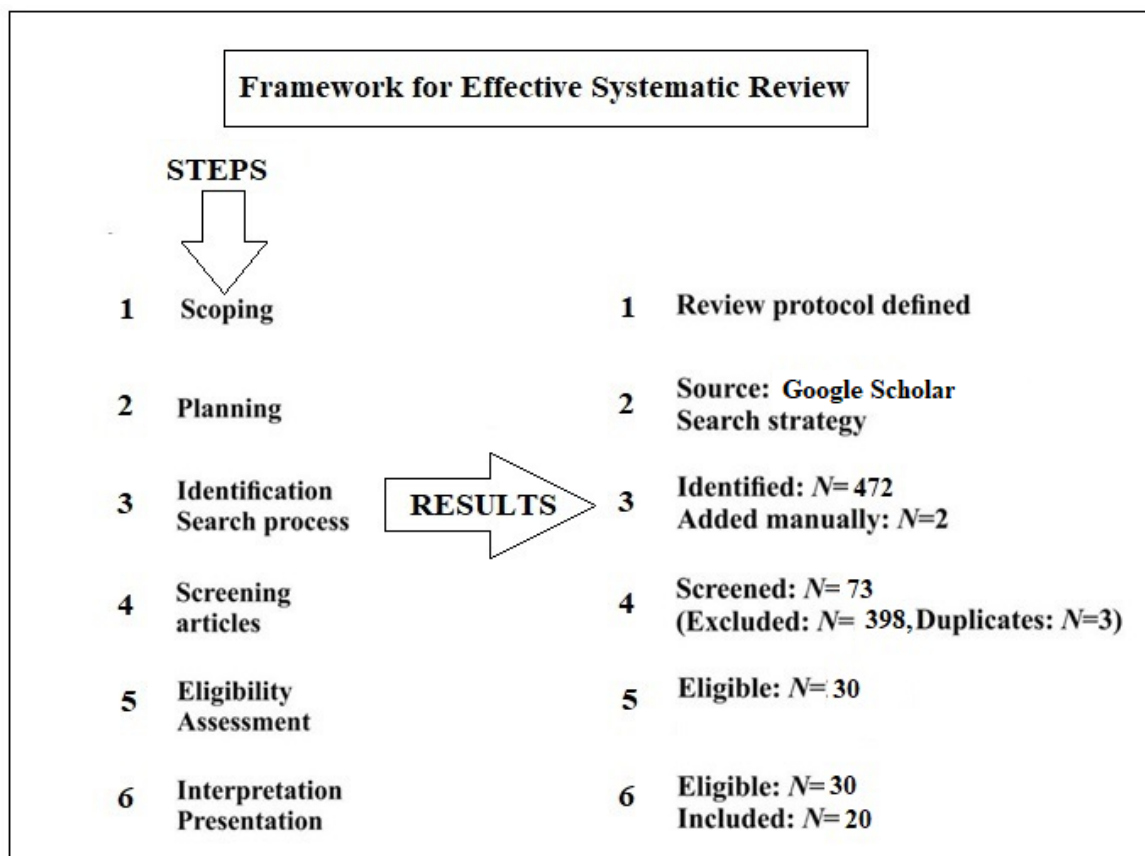 Framework for Effective Systematic Review
STEPS
1 Scoping
1 Review protocol defined
2 Planning
2 Source: Google Scholar
Search strategy
3 Identification
Search process
RESULTS
3 Identified: N= 472
Added manually: N=2
4 Screening
articles
4 Screened: N= 73
(Excluded: N= 398, Duplicates: N=3)
5 Eligibility
Assessment
5 Eligible: N= 30
6 Interpretation
Presentation
6 Eligible: N=30
Included: N= 20